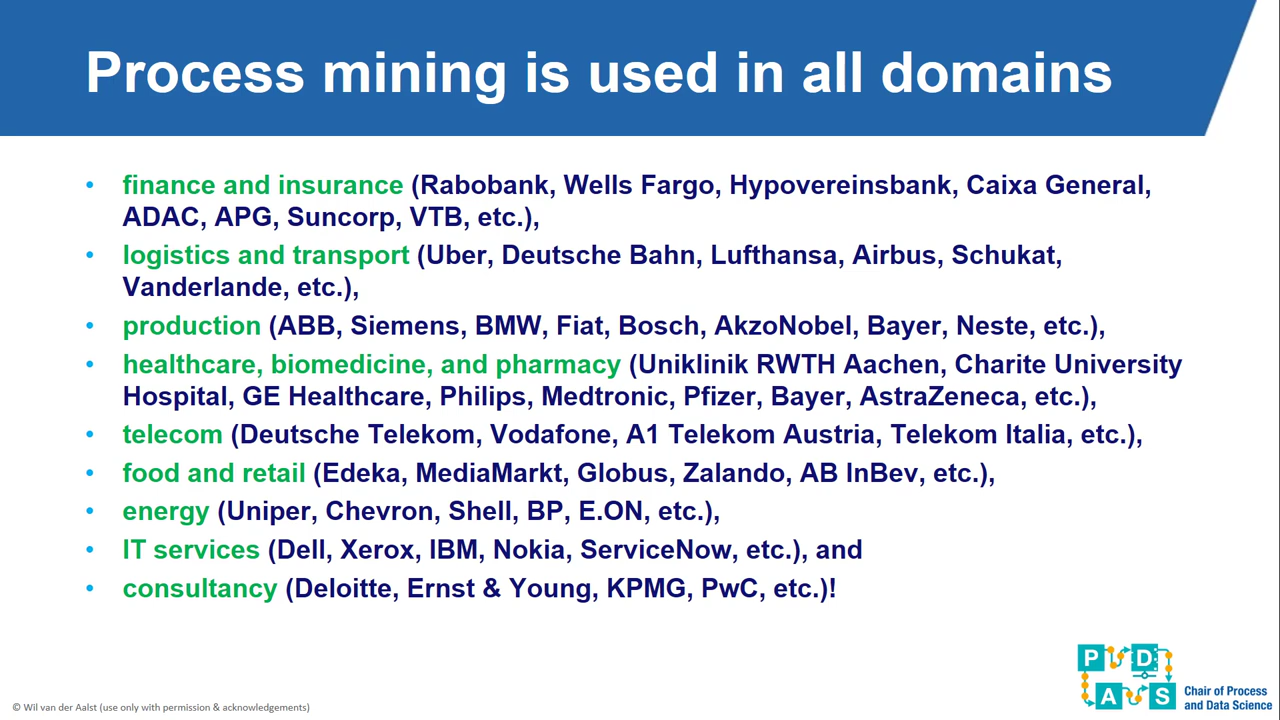 Process mining is used in all domains
• finance and insurance (Rabobank, Wells Fargo, Hypovereinsbank, Caixa General,
ADAC, APG, Suncorp, VTB, etc.),
• logistics and transport (Uber, Deutsche Bahn, Lufthansa, Airbus, Schukat,
Vanderlande, etc.),
• production (ABB, Siemens, BMW, Fiat, Bosch, AkzoNobel, Bayer, Neste, etc.),
• healthcare, biomedicine, and pharmacy (Uniklinik RWTH Aachen, Charite University
Hospital, GE Healthcare, Philips, Medtronic, Pfizer, Bayer, AstraZeneca, etc.),
• telecom (Deutsche Telekom, Vodafone, A1 Telekom Austria, Telekom Italia, etc.),
• food and retail (Edeka, MediaMarkt, Globus, Zalando, AB InBev, etc.),
• energy (Uniper, Chevron, Shell, BP, E.ON, etc.),
• IT services (Dell, Xerox, IBM, Nokia, ServiceNow, etc.), and
• consultancy (Deloitte, Ernst & Young, KPMG, PwC, etc.)!
P D
A S
Chair of Process
and Data Science
© Wil van der Aalst (use only with permission & acknowledgements)